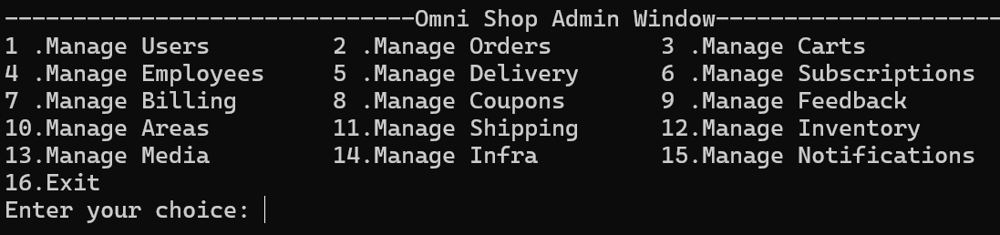 ------------------------------Omni Shop Admin Window---------------------
1 .Manage Users         2 .Manage Orders        3 .Manage Carts
4 .Manage Employees     5 .Manage Delivery      6 .Manage Subscriptions
7 .Manage Billing       8 .Manage Coupons       9 .Manage Feedback
10.Manage Areas         11.Manage Shipping      12.Manage Inventory
13.Manage Media         14.Manage Infra         15.Manage Notifications
16.Exit
Enter your choice: